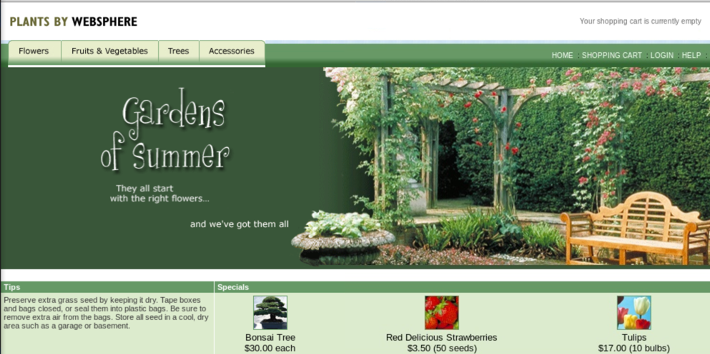 PLANTS BY WEBSPHERE
Your shopping cart is currently empty
Flowers Fruits & Vegetables Trees Accessories
HOME : SHOPPING CART : LOGIN : HELP
Gardens
of Summer
They all start
with the right flowers...
and we've got them all
Tips
Preserve extra grass seed by keeping it dry. Tape boxes
and bags closed, or seal them into plastic bags. Be sure to
remove extra air from the bags. Store all seed in a cool, dry
area such as a garage or basement.
Specials
Bonsai Tree
$30.00 each
Red Delicious Strawberries
$3.50 (50 seeds)
Tulips
$17.00 (10 bulbs)